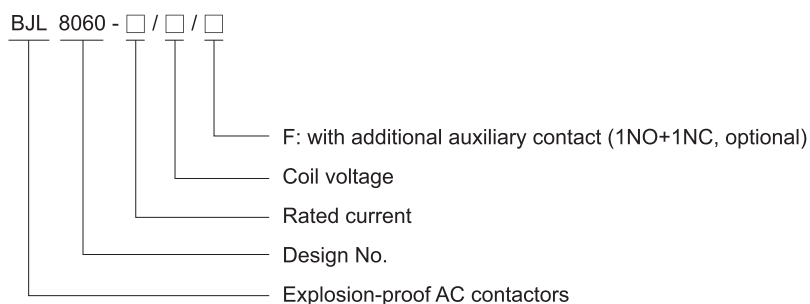 BJL 8060 - □ / □ / □
F: with additional auxiliary contact (1NO+1NC, optional)
Coil voltage
Rated current
Design No.
Explosion-proof AC contactors